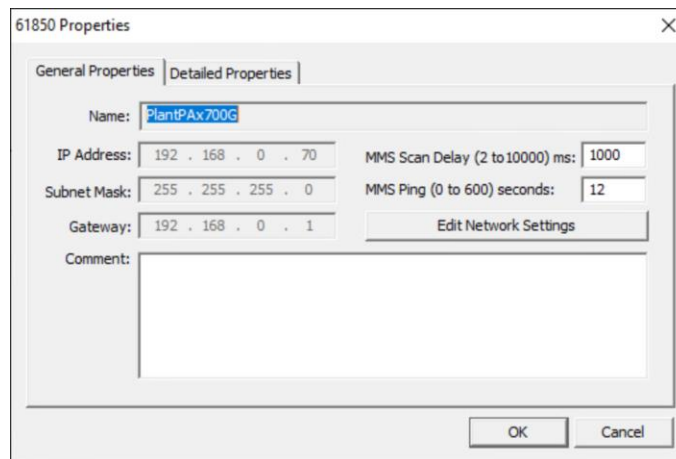 61850 Properties
General Properties
Detailed Properties
Name: PlantPAx700G
IP Address: 192 . 168 . 0 . 70
MMS Scan Delay (2 to10000) ms: 1000
Subnet Mask: 255 . 255 . 255 . 0
MMS Ping (0 to 600) seconds: 12
Gateway: 192 . 168 . 0 . 1
Edit Network Settings
Comment:
OK
Cancel